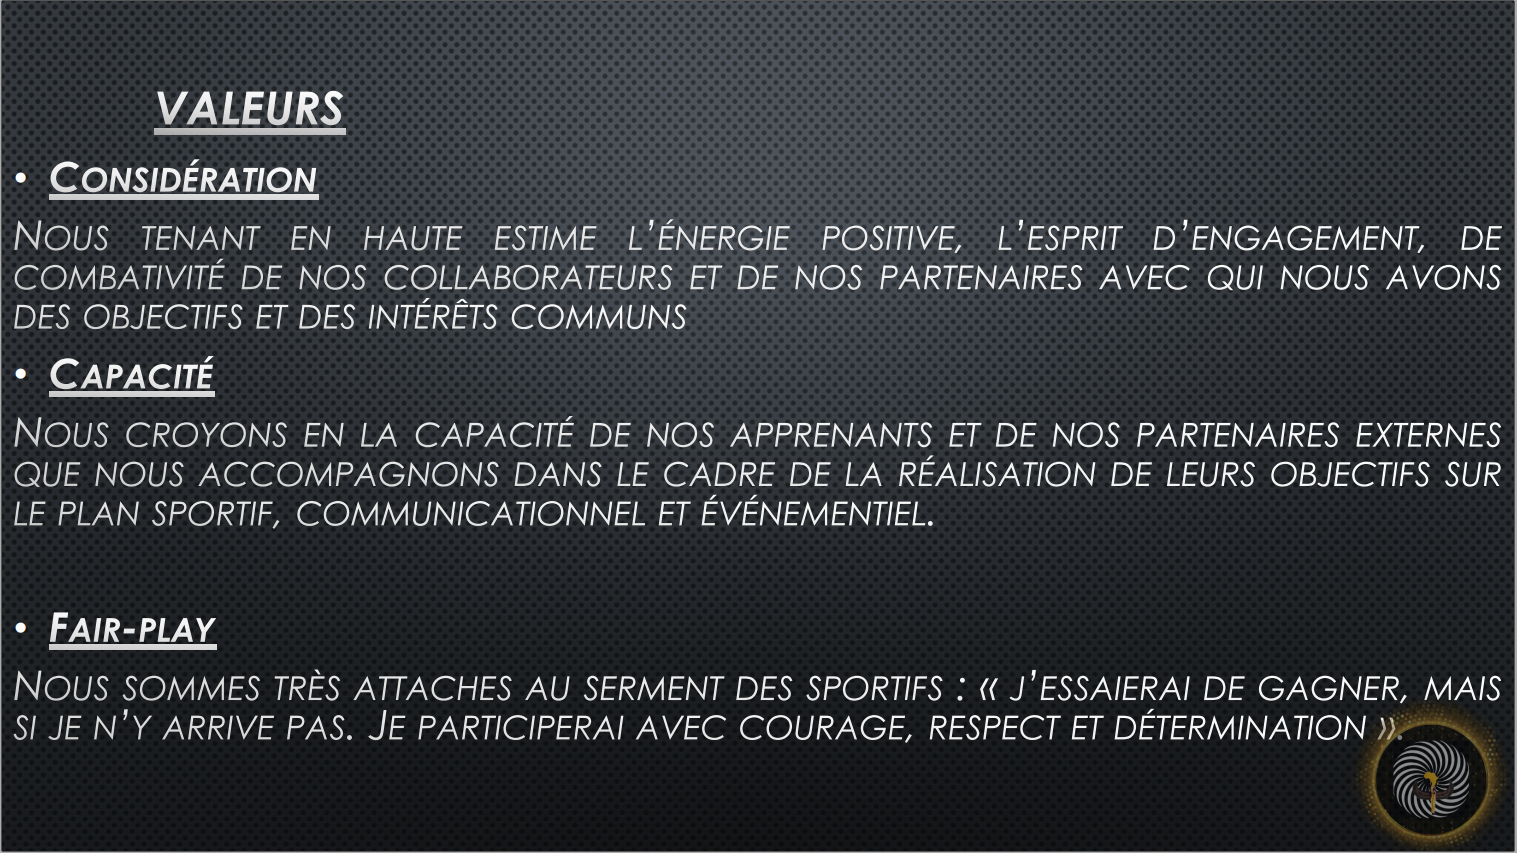 VALEURS
• CONSIDÉRATION
NOUS TENANT EN HAUTE ESTIME L’ÉNERGIE POSITIVE, L’ESPRIT D’ENGAGEMENT, DE
COMBATIVITÉ DE NOS COLLABORATEURS ET DE NOS PARTENAIRES AVEC QUI NOUS AVONS
DES OBJECTIFS ET DES INTÉRÊTS COMMUNS
• CAPACITÉ
NOUS CROYONS EN LA CAPACITÉ DE NOS APPRENANTS ET DE NOS PARTENAIRES EXTERNES
QUE NOUS ACCOMPAGNONS DANS LE CADRE DE LA RÉALISATION DE LEURS OBJECTIFS SUR
LE PLAN SPORTIF, COMMUNICATIONNEL ET ÉVÉNEMENTIEL.
• FAIR-PLAY
NOUS SOMMES TRÈS ATTACHES AU SERMENT DES SPORTIFS : « J’ESSAIERAI DE GAGNER, MAIS
SI JE N’Y ARRIVE PAS. JE PARTICIPERAI AVEC COURAGE, RESPECT ET DÉTERMINATION ».